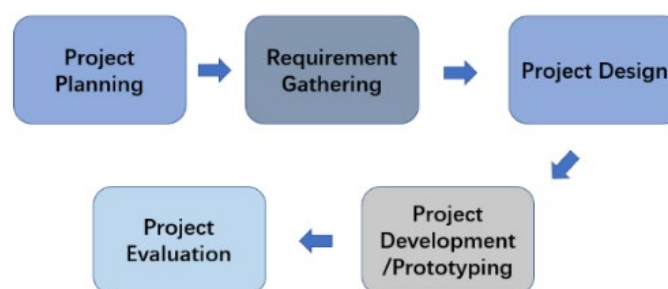 Project
Planning
Requirement
Gathering
Project Design
Project
Development
/Prototyping
Project
Evaluation